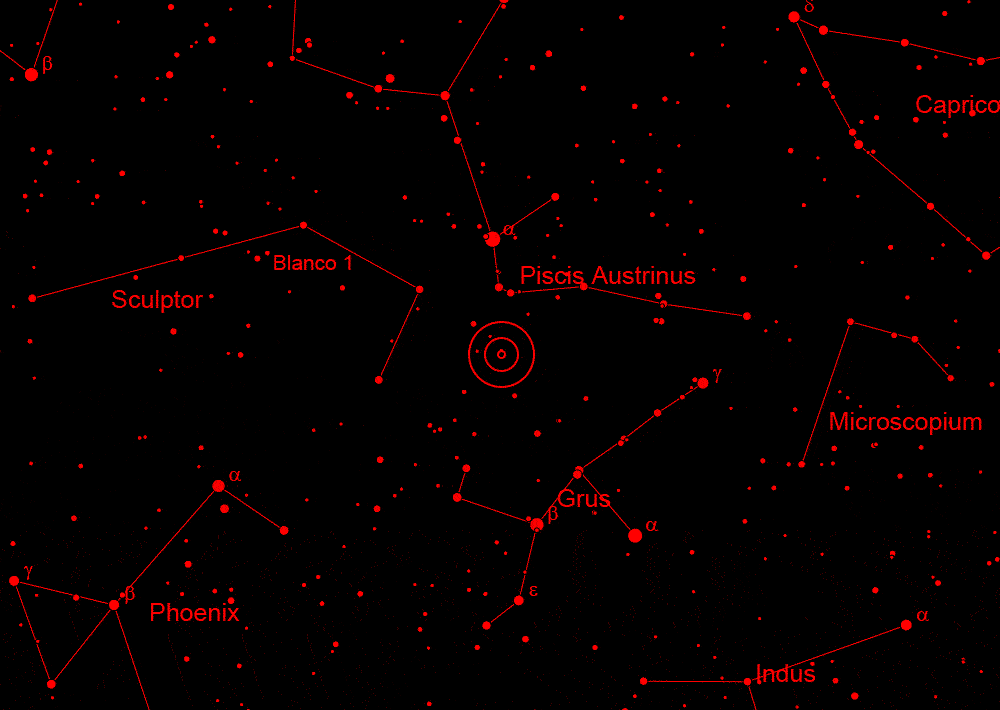 δ
β
Caprico
α
Blanco 1
Piscis Austrinus
Sculptor
γ
Microscopium
α
Grus
β
α
γ
β
ε
Phoenix
α
Indus